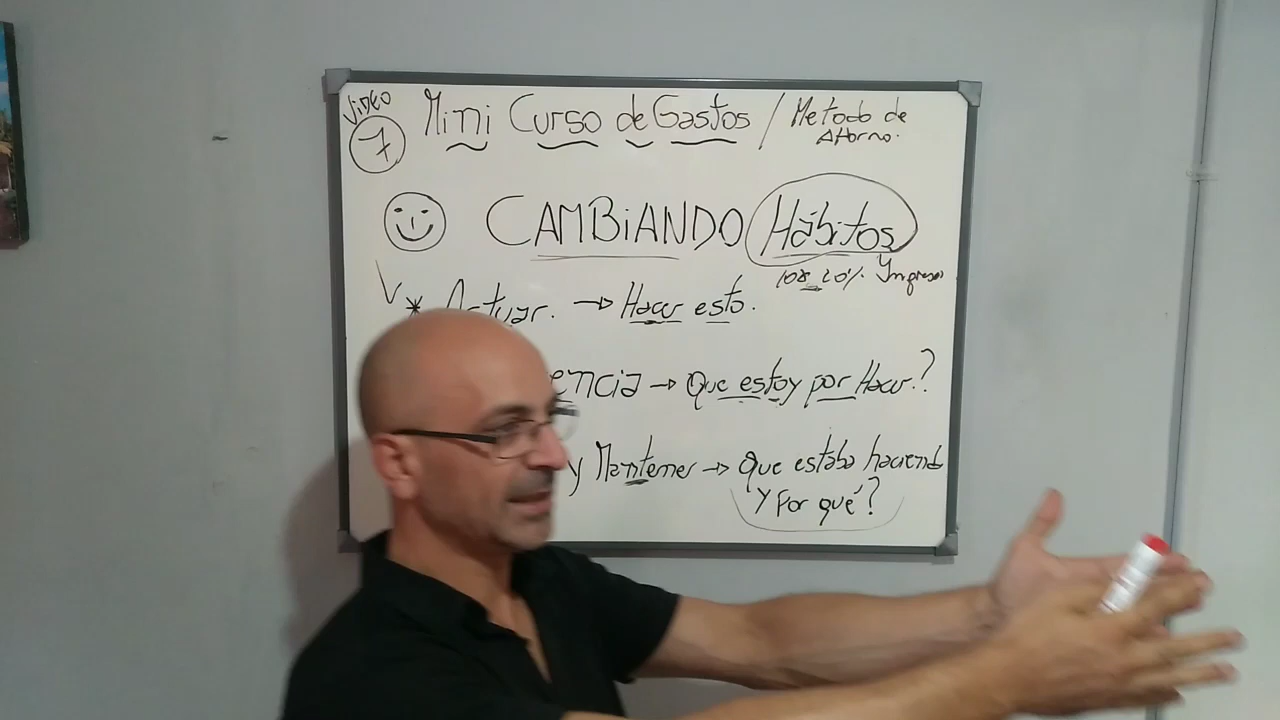 VIDEO
7
Mini Curso de Gastos / Metodo de Ahorro.
CAMBiANDO Hábitos
10% 20% Ingresos
* Actuar. → Hacer esto.
encia → Que estoy por Hacer.?
y Mantener → Que estaba haciendo
Y Por qué?